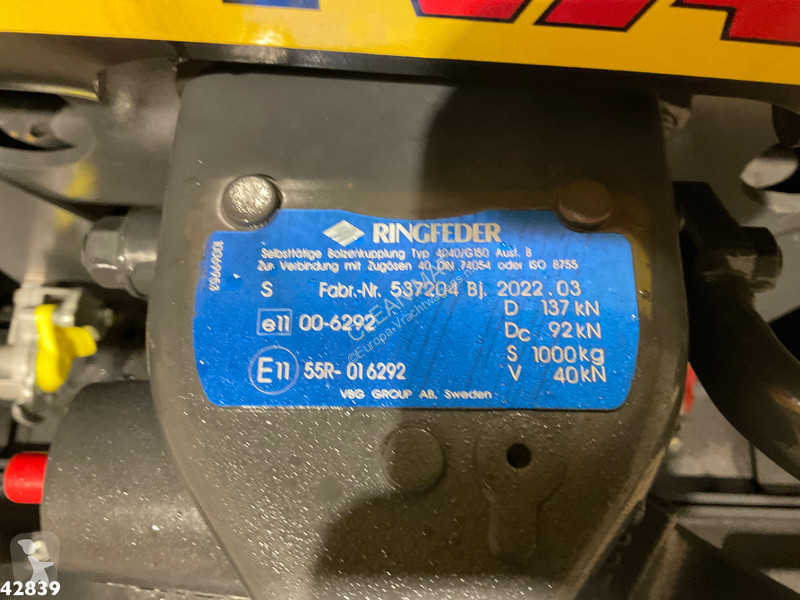 RINGFEDER
Selbsttätige Bolzenkupplung Typ 4040/G150 Ausf. B
Zur Verbindung mit Zugösen 40 DIN 74054 oder ISO 8755
S Fabr.-Nr. 537204 Bj. 2022.03
D 137 kN
e11 00-6292
Dc 92 kN
S 1000 kg
E11 55R-01 6292
V 40 kN
VBG GROUP AB, Sweden
42839